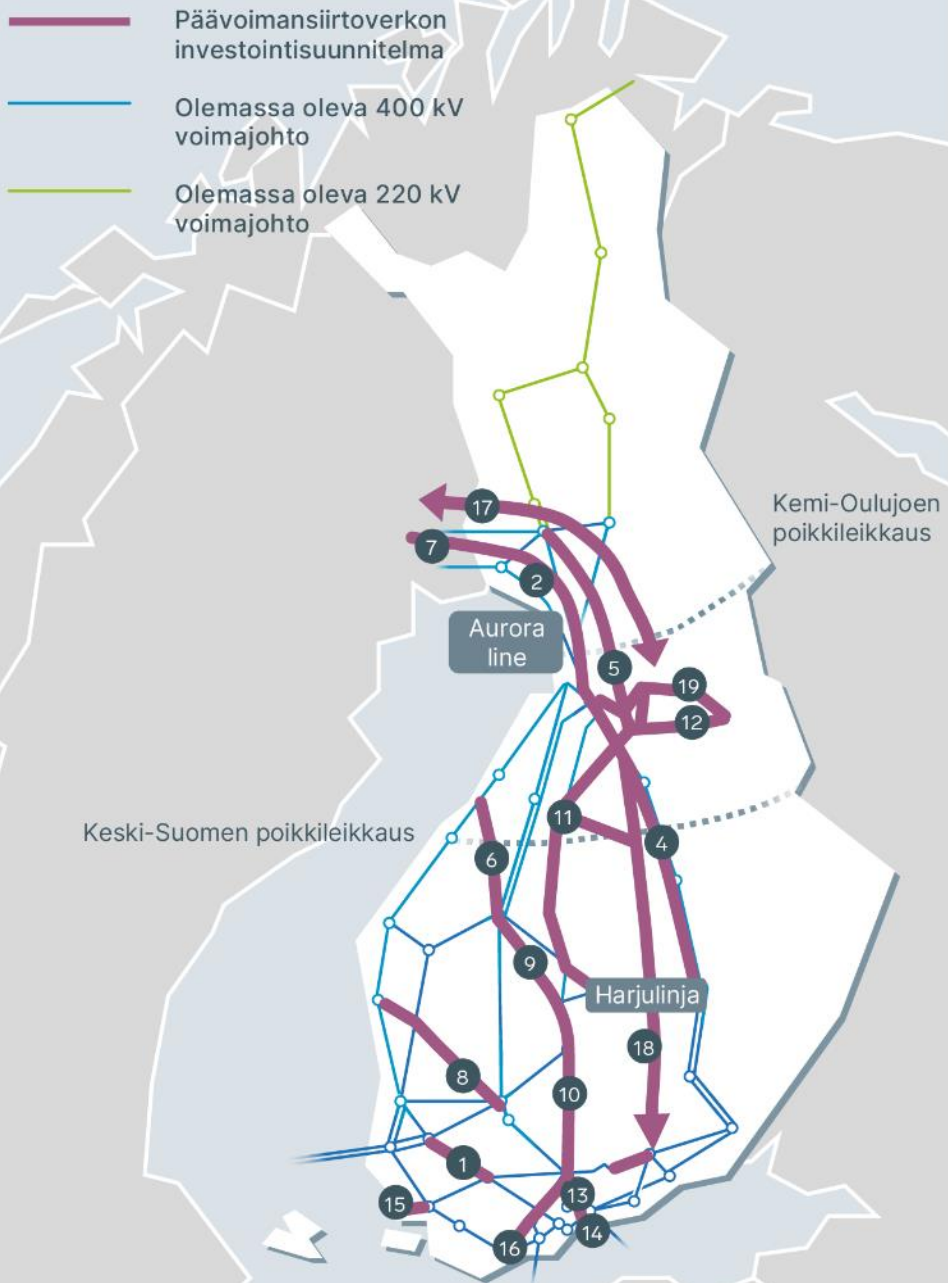 Päävoimansiirtoverkon
investointisuunnitelma
Olemassa oleva 400 kV
voimajohto
Olemassa oleva 220 kV
voimajohto
17
Kemi-Oulujoen
poikkileikkaus
7
2
Aurora
line
5
19
12
11
Keski-Suomen poikkileikkaus
4
6
9
Harjulinja
18
8
10
1
15
13
14
16